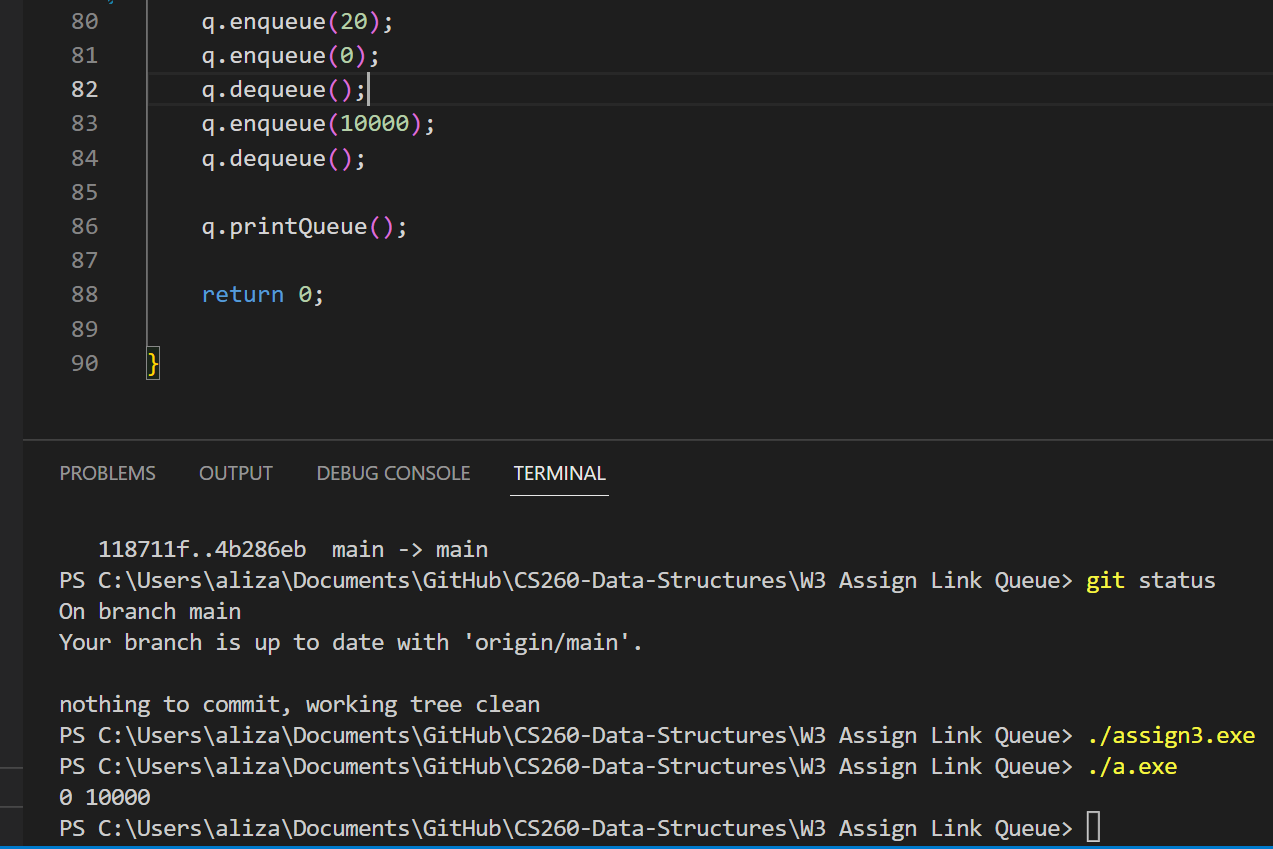 80 q.enqueue(20);
81 q.enqueue(0);
82 q.dequeue();
83 q.enqueue(10000);
84 q.dequeue();
85
86 q.printQueue();
87
88 return 0;
89
90 }
PROBLEMS OUTPUT DEBUG CONSOLE TERMINAL
118711f..4b286eb  main -> main
PS C:\Users\aliza\Documents\GitHub\CS260-Data-Structures\W3 Assign Link Queue> git status
On branch main
Your branch is up to date with 'origin/main'.
nothing to commit, working tree clean
PS C:\Users\aliza\Documents\GitHub\CS260-Data-Structures\W3 Assign Link Queue> ./assign3.exe
PS C:\Users\aliza\Documents\GitHub\CS260-Data-Structures\W3 Assign Link Queue> ./a.exe
0 10000
PS C:\Users\aliza\Documents\GitHub\CS260-Data-Structures\W3 Assign Link Queue>